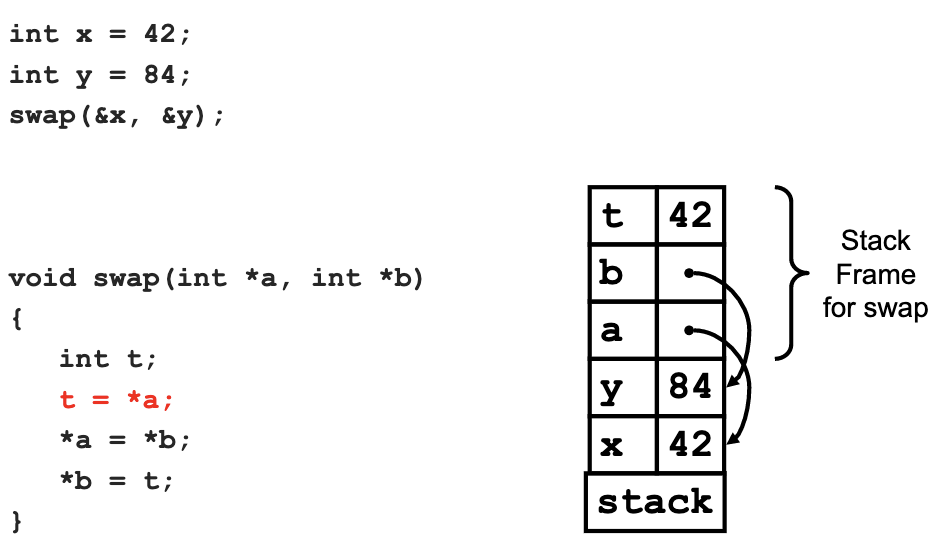 int x = 42;
int y = 84;
swap(&x, &y);
void swap(int *a, int *b)
{
int t;
t = *a;
*a = *b;
*b = t;
}
t 42
b
a
y 84
x 42
stack
Stack
Frame
for swap